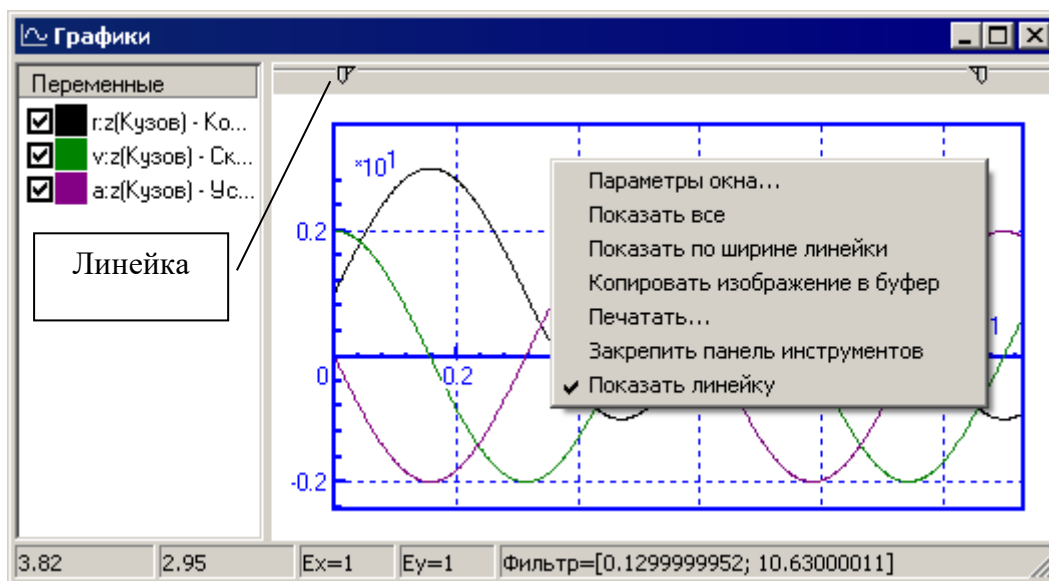 Графики
Переменные
r:z(Кузов) - Ко...
v:z(Кузов) - Ск...
a:z(Кузов) - Ус...
Линейка
*10¹
0.2
0
0.2
-0.2
1
Параметры окна...
Показать все
Показать по ширине линейки
Копировать изображение в буфер
Печатать...
Закрепить панель инструментов
Показать линейку
3.82 2.95 Ex=1 Ey=1 Фильтр=[0.1299999952; 10.63000011]